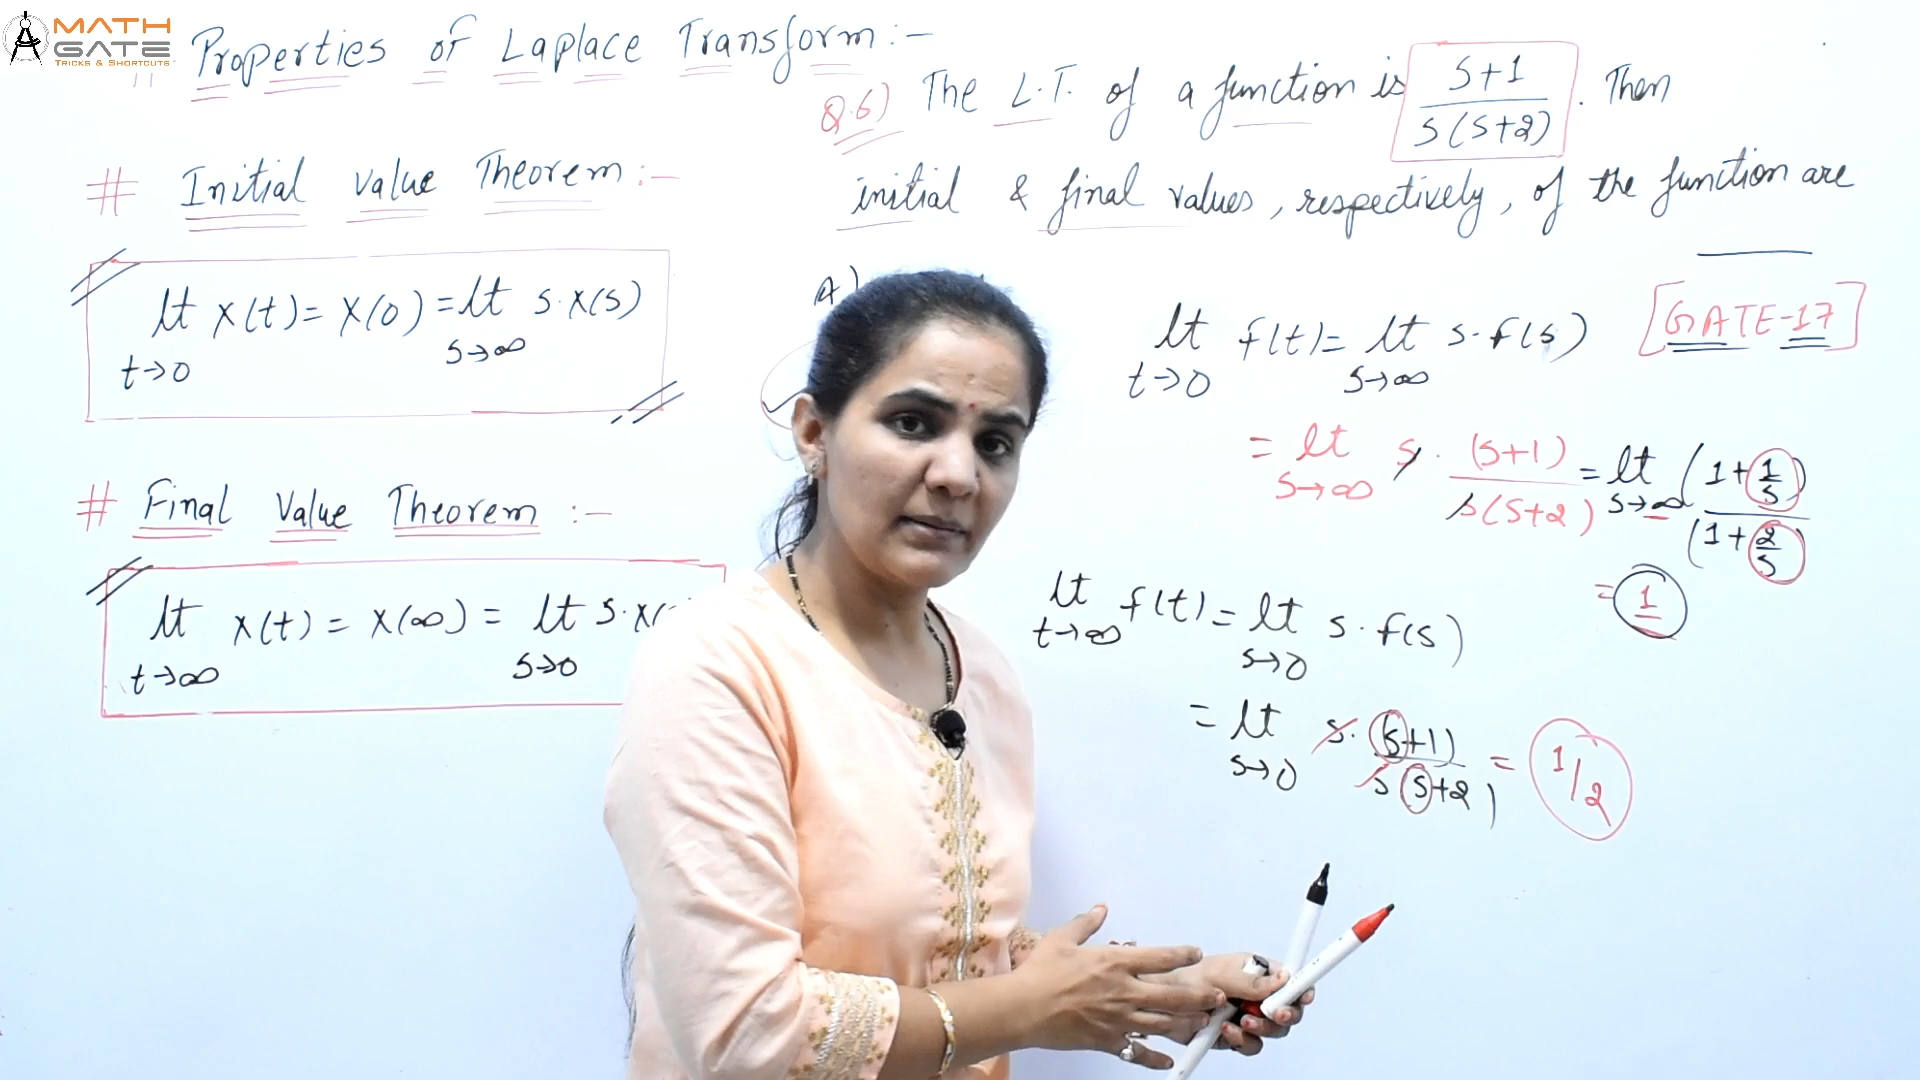 MATH
GATE
TRICKS & SHORTCUTS
Properties of Laplace Transform :-
# Initial value Theorem :-
lt x(t) = x(0) = lt s.x(s)
t→0 s→∞
# Final Value Theorem :-
lt x(t) = x(∞) = lt s.x(
t→∞ s→0
Q.6) The L.T. of a function is s+1 / s(s+2) . Then
initial & final values, respectively, of the function are
[GATE-17]
A)
lt f(t) = lt s.f(s)
t→0 s→∞
= lt s. (s+1) / s(s+2) = lt (1+1/s) / (1+2/s)
s→∞ s→∞
= 1
lt f(t) = lt s.f(s)
t→∞ s→0
= lt s. (s+1) / s(s+2) = 1/2
s→0